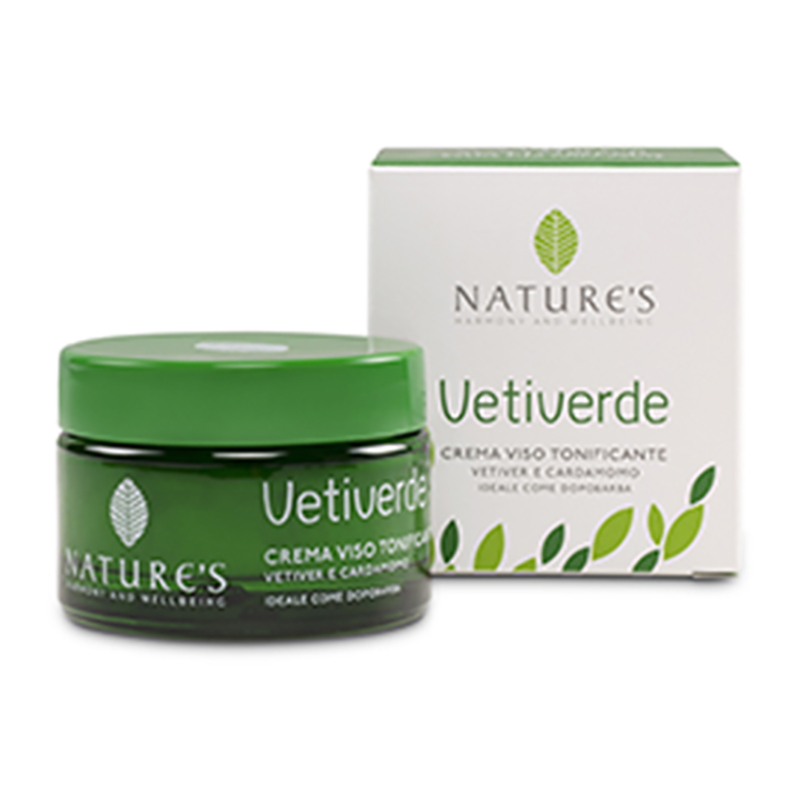 NATURE'S
HARMONY AND WELLBEING
Vetiverde
CREMA VISO TONIFICANTE
VETIVER E CARDAMOMO
IDEALE COME DOPOBARBA
Vetiverde
CREMA VISO TONIFICA
VETIVER E CARDAMOMO
IDEALE COME DOPOBARBA
NATURE'S
HARMONY AND WELLBEING